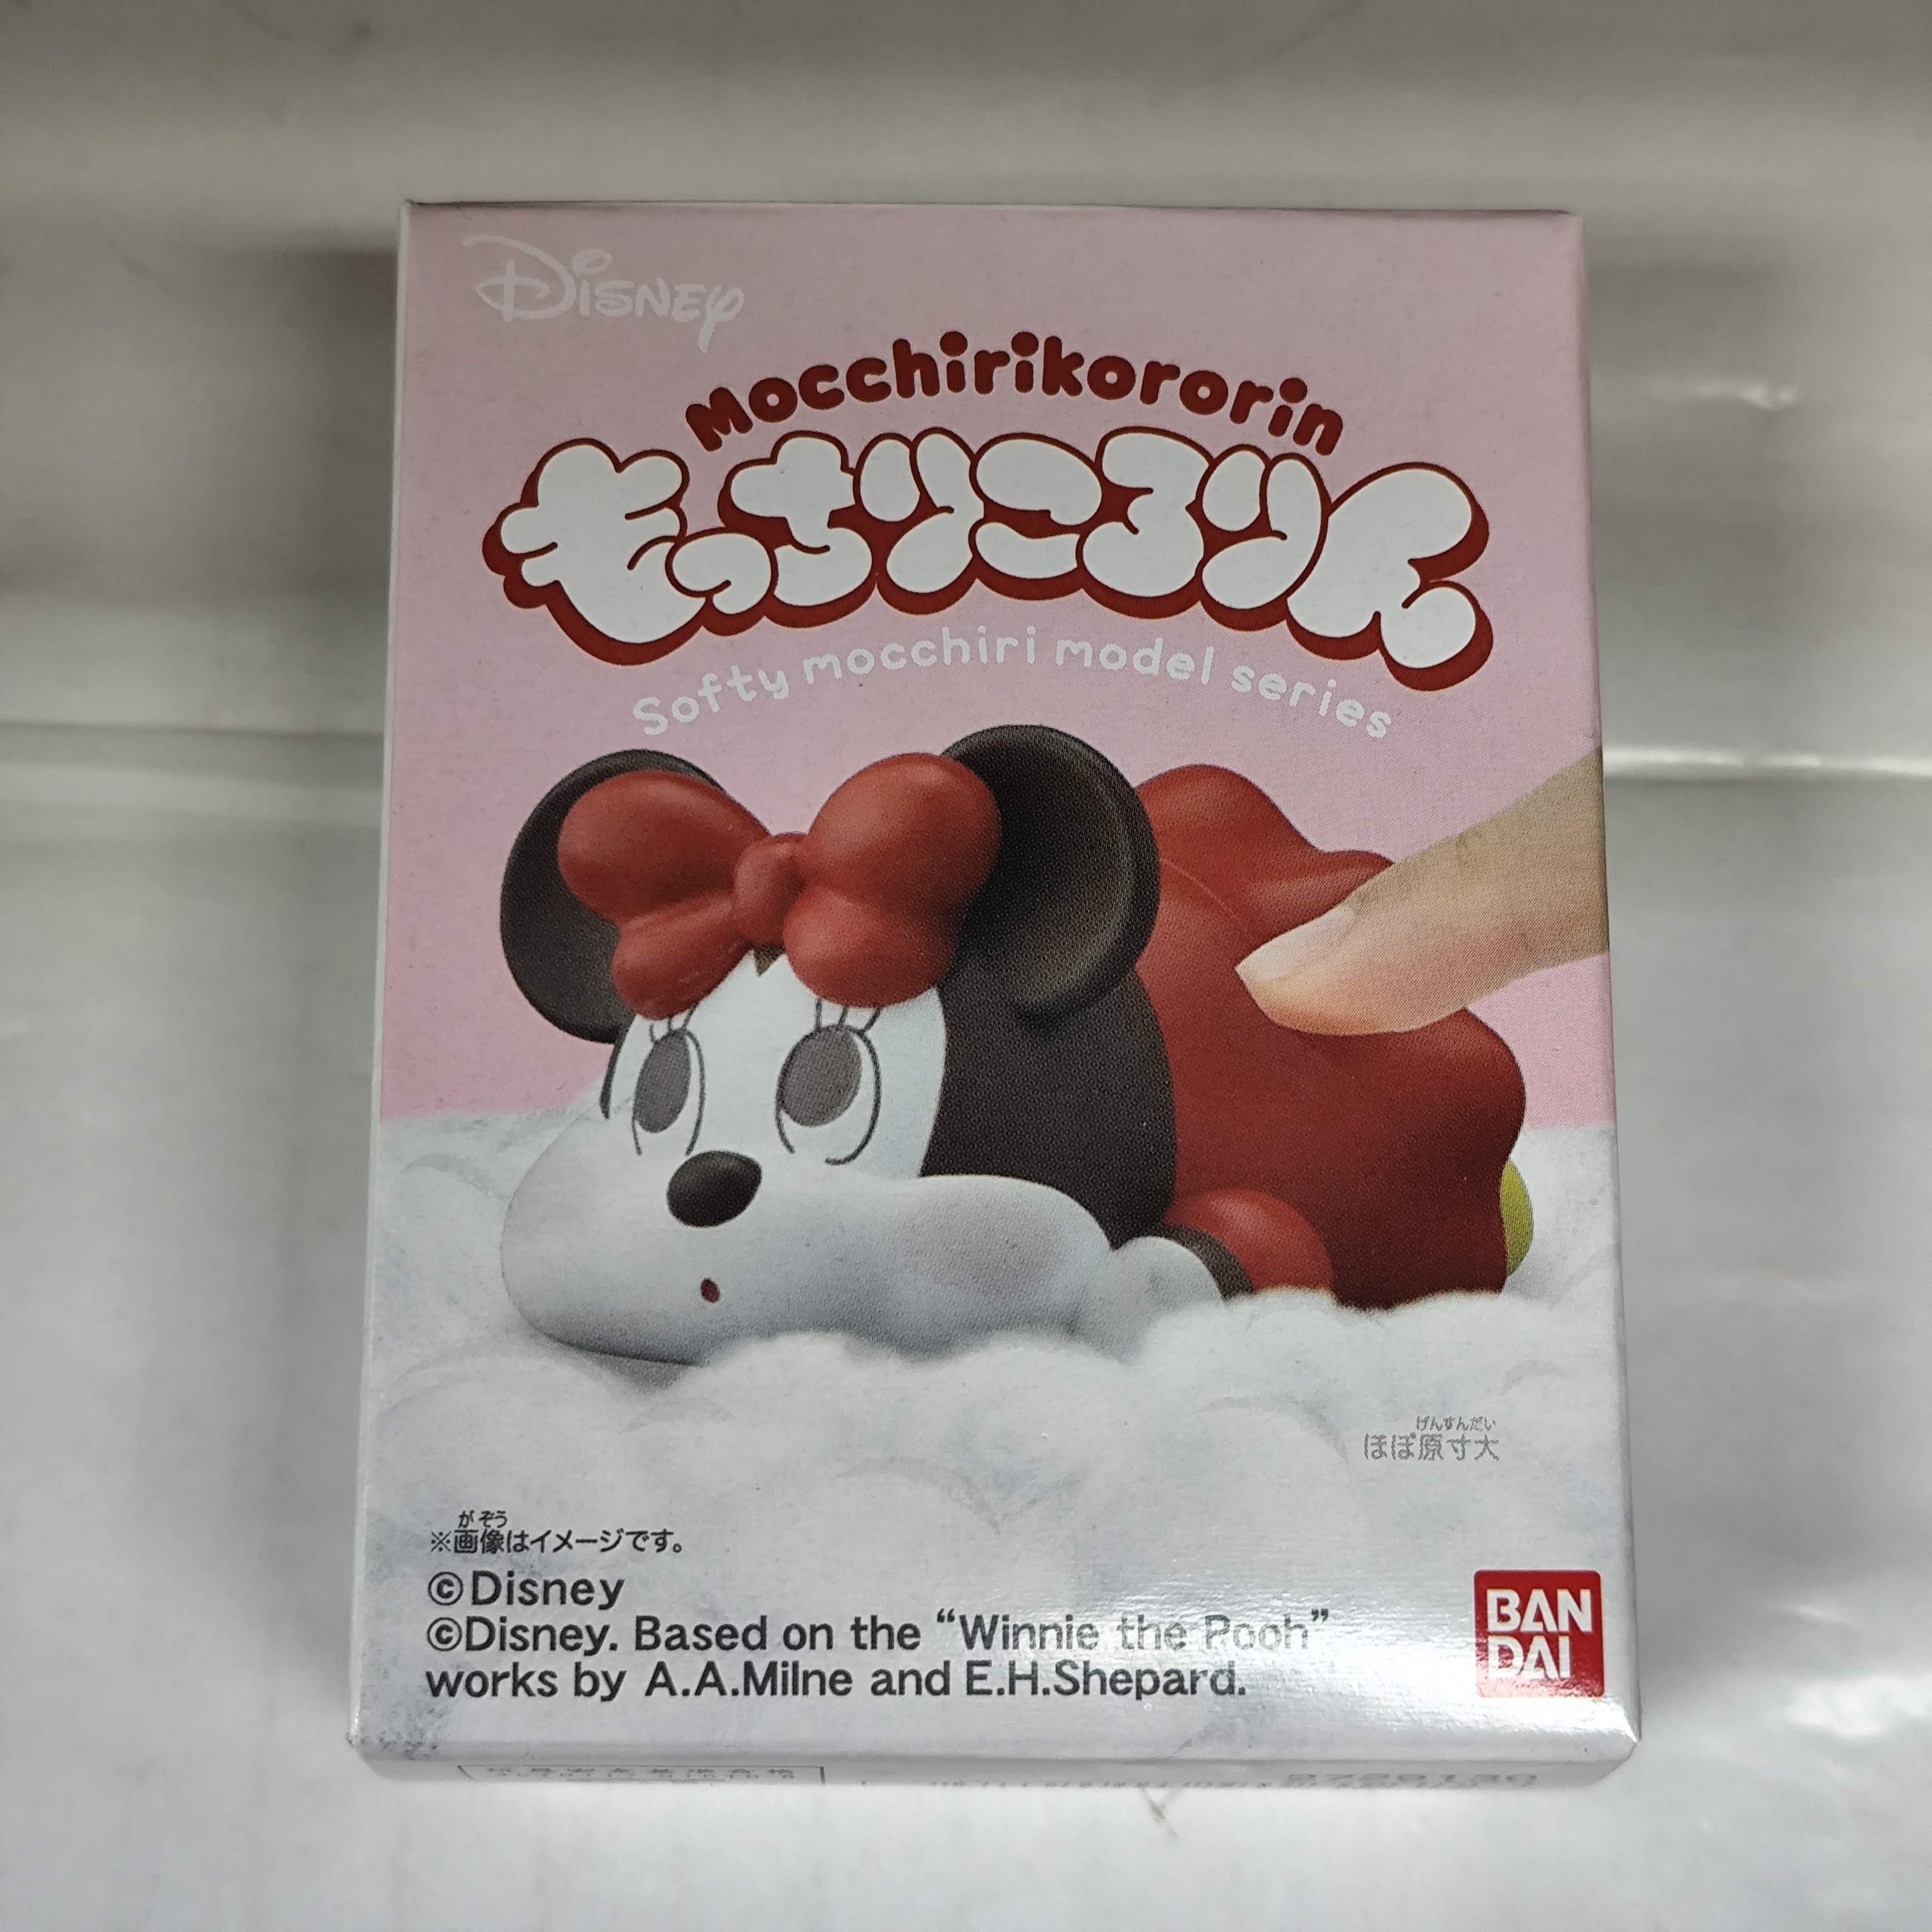 Disney
Mocchirikororin
もっちりころりん
Softy mocchiri model series
げんすんだい
ほぼ原寸大
がぞう
※画像はイメージです。
©Disney
©Disney. Based on the “Winnie the Pooh”
works by A.A.Milne and E.H.Shepard.
BAN
DAI